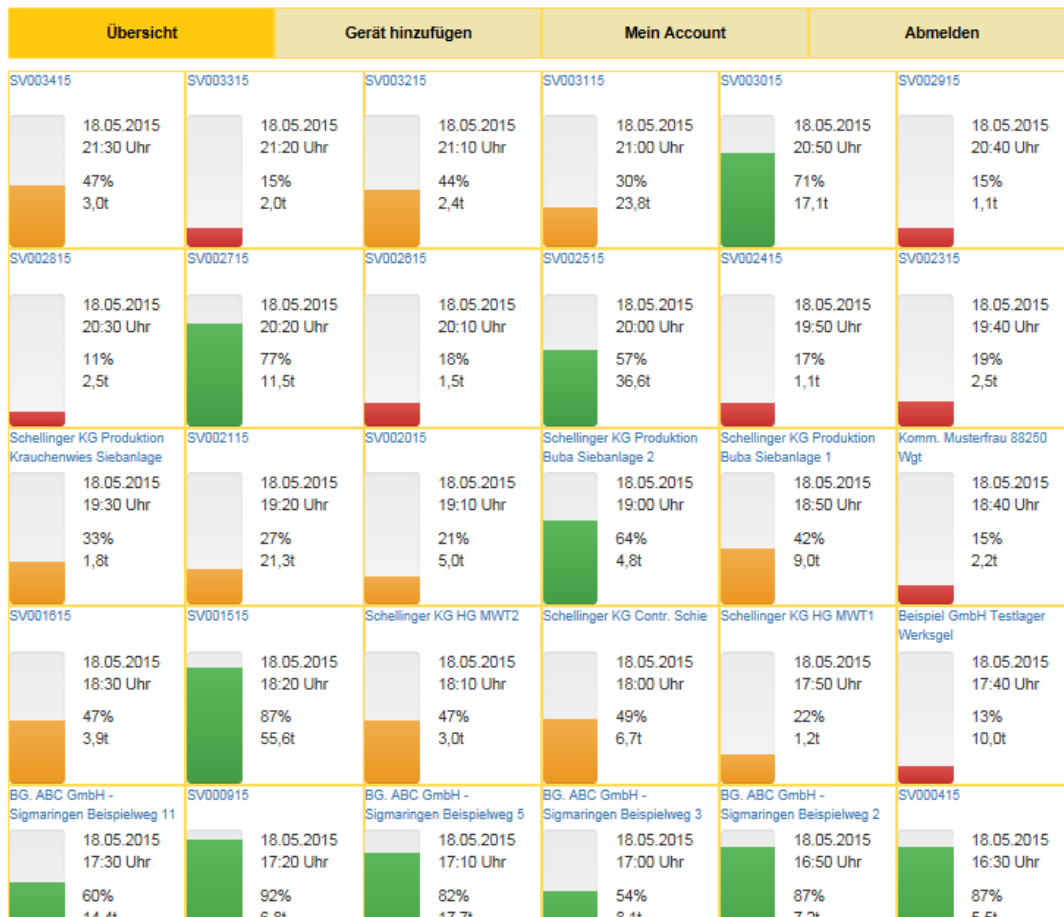 Übersicht Gerät hinzufügen Mein Account Abmelden
SV003415 SV003315 SV003215 SV003115 SV003015 SV002915
18.05.2015 18.05.2015 18.05.2015 18.05.2015 18.05.2015 18.05.2015
21:30 Uhr 21:20 Uhr 21:10 Uhr 21:00 Uhr 20:50 Uhr 20:40 Uhr
47% 15% 44% 30% 71% 15%
3,0t 2,0t 2,4t 23,8t 17,1t 1,1t
SV002815 SV002715 SV002615 SV002515 SV002415 SV002315
18.05.2015 18.05.2015 18.05.2015 18.05.2015 18.05.2015 18.05.2015
20:30 Uhr 20:20 Uhr 20:10 Uhr 20:00 Uhr 19:50 Uhr 19:40 Uhr
11% 77% 18% 57% 17% 19%
2,5t 11,5t 1,5t 36,6t 1,1t 2,5t
Schellinger KG Produktion SV002115 SV002015 Schellinger KG Produktion Schellinger KG Produktion Komm. Musterfrau 88250
Krauchenwies Siebanlage Buba Siebanlage 2 Buba Siebanlage 1 Wgt
18.05.2015 18.05.2015 18.05.2015 18.05.2015 18.05.2015 18.05.2015
19:30 Uhr 19:20 Uhr 19:10 Uhr 19:00 Uhr 18:50 Uhr 18:40 Uhr
33% 27% 21% 64% 42% 15%
1,8t 21,3t 5,0t 4,8t 9,0t 2,2t
SV001615 SV001515 Schellinger KG HG MWT2 Schellinger KG Contr. Schie Schellinger KG HG MWT1 Beispiel GmbH Testlager
Werksgel
18.05.2015 18.05.2015 18.05.2015 18.05.2015 18.05.2015 18.05.2015
18:30 Uhr 18:20 Uhr 18:10 Uhr 18:00 Uhr 17:50 Uhr 17:40 Uhr
47% 87% 47% 49% 22% 13%
3,9t 55,6t 3,0t 6,7t 1,2t 10,0t
BG. ABC GmbH - SV000915 BG. ABC GmbH - BG. ABC GmbH - BG. ABC GmbH - SV000415
Sigmaringen Beispielweg 11 Sigmaringen Beispielweg 5 Sigmaringen Beispielweg 3 Sigmaringen Beispielweg 2
18.05.2015 18.05.2015 18.05.2015 18.05.2015 18.05.2015 18.05.2015
17:30 Uhr 17:20 Uhr 17:10 Uhr 17:00 Uhr 16:50 Uhr 16:30 Uhr
60% 92% 82% 54% 87% 87%